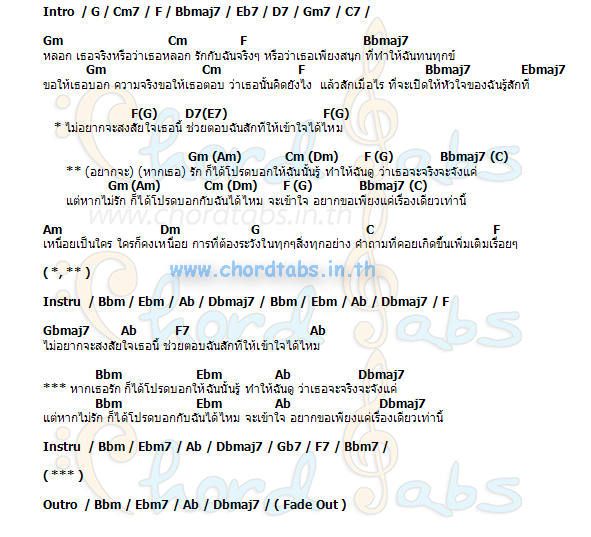 Intro / G / Cm7 / F / Bbmaj7 / Eb7 / D7 / Gm7 / C7 /
Gm Cm F Bbmaj7
หลอก เธอจริงหรือว่าเธอหลอก รักกับฉันจริงๆ หรือว่าเธอเพียงสนุก ที่ทำให้ฉันทนทุกข์
Gm Cm F Bbmaj7 Ebmaj7
ขอให้เธอบอก ความจริงขอให้เธอตอบ ว่าเธอนั้นคิดยังไง แล้วสักเมื่อไร ที่จะเปิดให้หัวใจของฉันรู้สักที
F(G) D7(E7) F(G)
* ไม่อยากจะสงสัยใจเธอนี้ ช่วยตอบฉันสักทีให้เข้าใจได้ไหม
Gm (Am) Cm (Dm) F (G) Bbmaj7 (C)
** (อยากจะ) (หากเธอ) รัก ก็ได้โปรดบอกให้ฉันนั้นรู้ ทำให้ฉันดู ว่าเธอจะจริงจะจังแค่
Gm (Am) Cm (Dm) F (G) Bbmaj7 (C)
แต่หากไม่รัก ก็ได้โปรดบอกกับฉันได้ไหม จะเข้าใจ อยากขอเพียงแค่เรื่องเดียวเท่านี้
www.chordtabs.in.th
Am Dm G C F
เหนื่อยเป็นใคร ใครก็คงเหนื่อย การที่ต้องระวังในทุกๆสิ่งทุกอย่าง คำถามที่คอยเกิดขึ้นเพิ่มเติมเรื่อยๆ
( *, ** )
www.chordtabs.in.th
Instru / Bbm / Ebm / Ab / Dbmaj7 / Bbm / Ebm / Ab / Dbmaj7 / F
Gbmaj7 Ab F7 Ab
ไม่อยากจะสงสัยใจเธอนี้ ช่วยตอบฉันสักทีให้เข้าใจได้ไหม
Bbm Ebm Ab Dbmaj7
*** หากเธอรัก ก็ได้โปรดบอกให้ฉันนั้นรู้ ทำให้ฉันดู ว่าเธอจะจริงจะจังแค่
Bbm Ebm Ab Dbmaj7
แต่หากไม่รัก ก็ได้โปรดบอกกับฉันได้ไหม จะเข้าใจ อยากขอเพียงแค่เรื่องเดียวเท่านี้
Instru / Bbm / Ebm7 / Ab / Dbmaj7 / Gb7 / F7 / Bbm7 /
( *** )
Outro / Bbm / Ebm7 / Ab / Dbmaj7 / ( Fade Out )